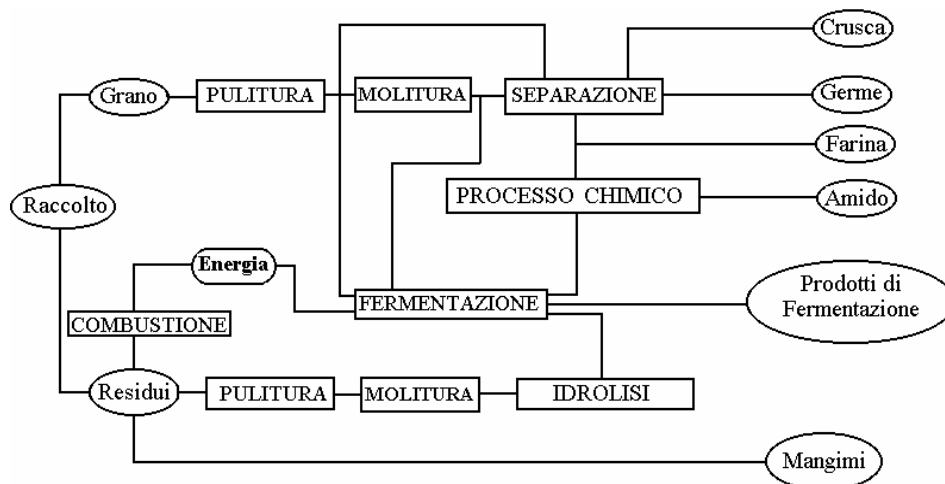 Crusca
Grano
PULITURA
MOLITURA
SEPARAZIONE
Germe
Farina
Raccolto
PROCESSO CHIMICO
Amido
Energia
Prodotti di
Fermentazione
FERMENTAZIONE
COMBUSTIONE
Residui
PULITURA
MOLITURA
IDROLISI
Mangimi